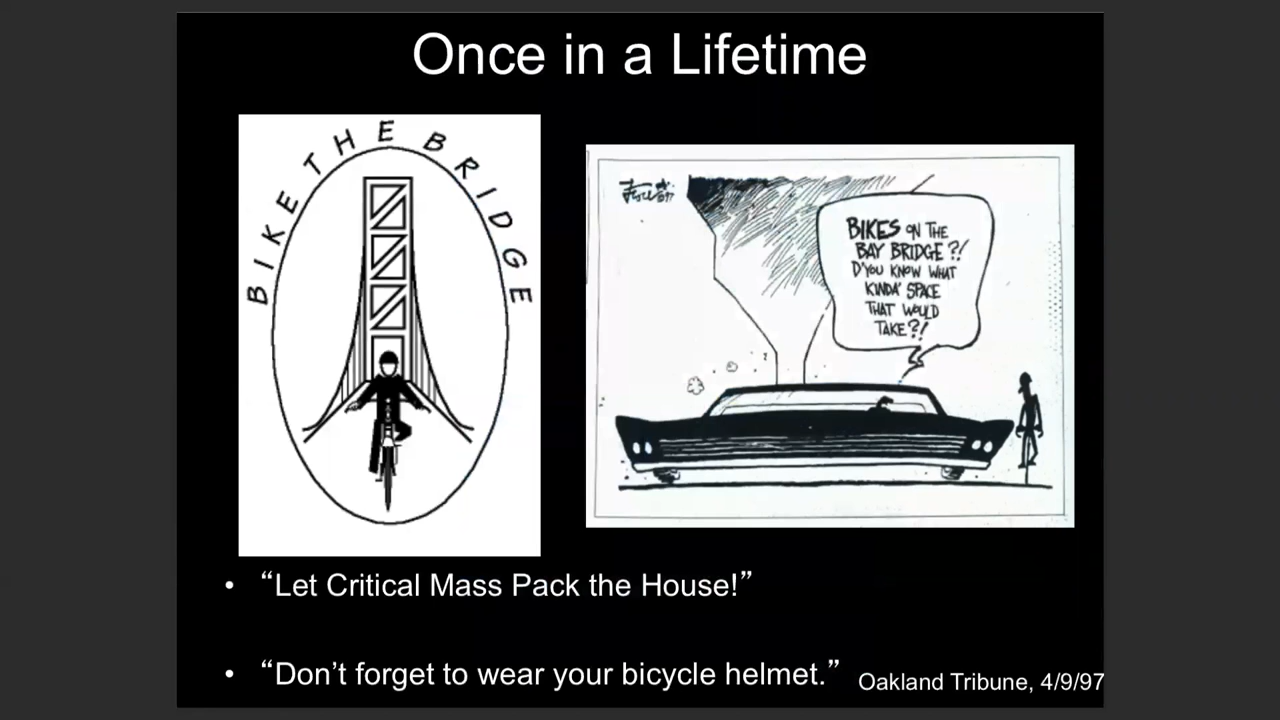 Once in a Lifetime
BIKE THE BRIDGE
BIKES ON THE
BAY BRIDGE?!
D'YOU KNOW WHAT
KINDA' SPACE
THAT WOULD
TAKE?!
• “Let Critical Mass Pack the House!”
• “Don’t forget to wear your bicycle helmet.”
Oakland Tribune, 4/9/97